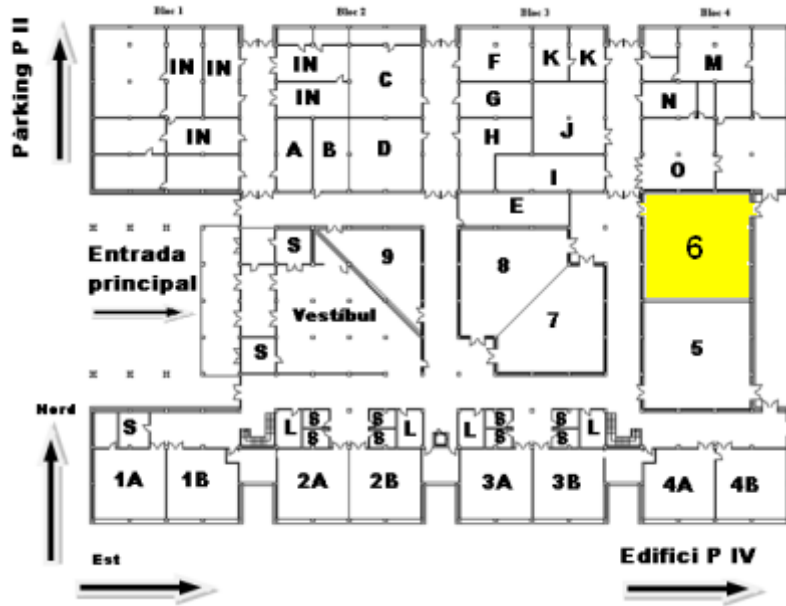 Bloc 1 Bloc 2 Bloc 3 Bloc 4
Párking P II
IN IN IN C F K K M
IN G N
IN A B D H J O
I
E
Entrada
principal
S 9 8 6
Vestíbul 7
S 5
Nord
S L S S L L S S L
S S S S
1A 1B 2A 2B 3A 3B 4A 4B
Est
Edifici P IV